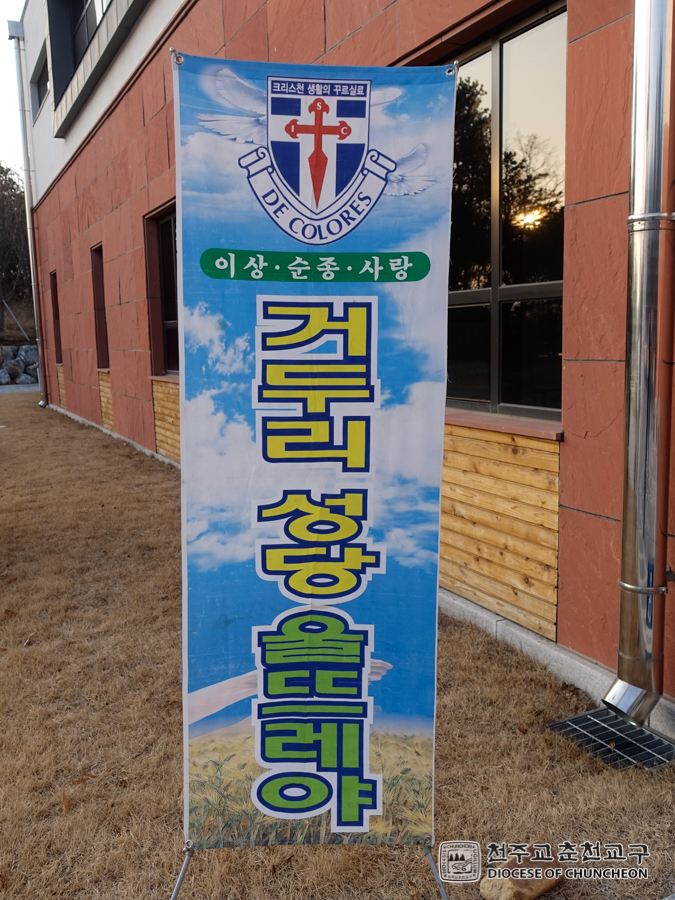 크리스천 생활의 꾸르실료
S
I C
DE COLORES
이상·순종·사랑
거두리 성당 울뜨레야
천주교 춘천교구
DIOCESE OF CHUNCHEON